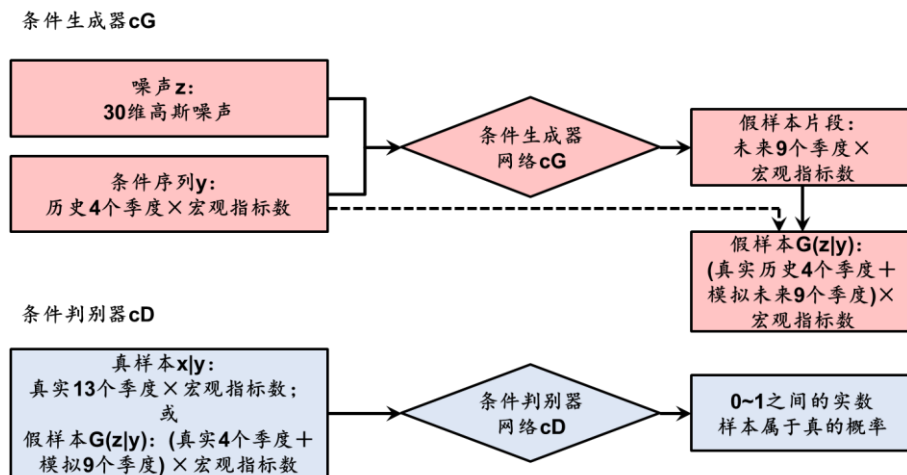 条件生成器cG
噪声z:
30维高斯噪声
条件序列y:
历史4个季度×宏观指标数
条件生成器
网络cG
假样本片段:
未来9个季度×
宏观指标数
假样本G(z|y):
(真实历史4个季度+
模拟未来9个季度)×
宏观指标数
条件判别器cD
真样本x|y:
真实13个季度×宏观指标数;
或
假样本G(z|y): (真实4个季度+
模拟9个季度)×宏观指标数
条件判别器
网络cD
0~1之间的实数
样本属于真的概率